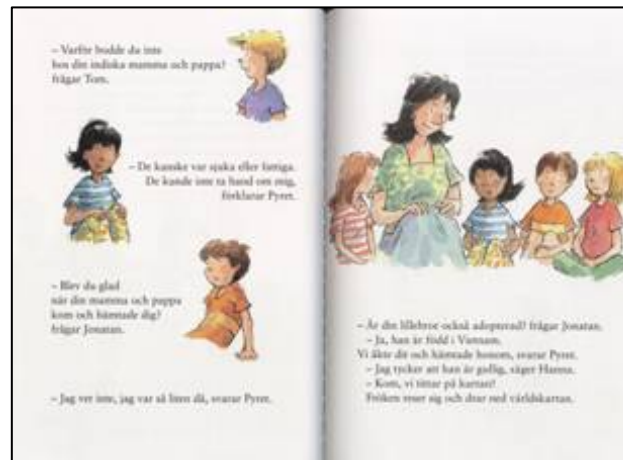 – Varför bodde du inte
hos din indiska mamma och pappa?
frågar Tom.
– De kanske var sjuka eller fattiga.
De kunde inte ta hand om mig,
förklarar Pyret.
– Blev du glad
när din mamma och pappa
kom och hämtade dig?
frågar Jonatan.
– Jag vet inte, jag var så liten då, svarar Pyret.
– Är din lillebror också adopterad? frågar Jonatan.
– Ja, han är född i Vietnam.
Vi åkte dit och hämtade honom, svarar Pyret.
– Jag tycker att han är gullig, säger Hanna.
– Kom, vi tittar på kartan!
Fröken reser sig och drar ned världskartan.